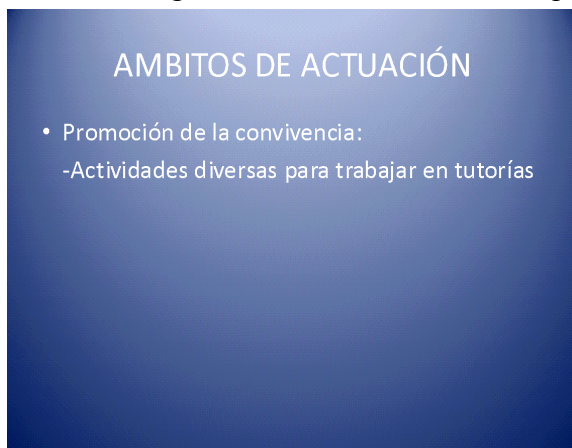 AMBITOS DE ACTUACIÓN
• Promoción de la convivencia:
-Actividades diversas para trabajar en tutorías